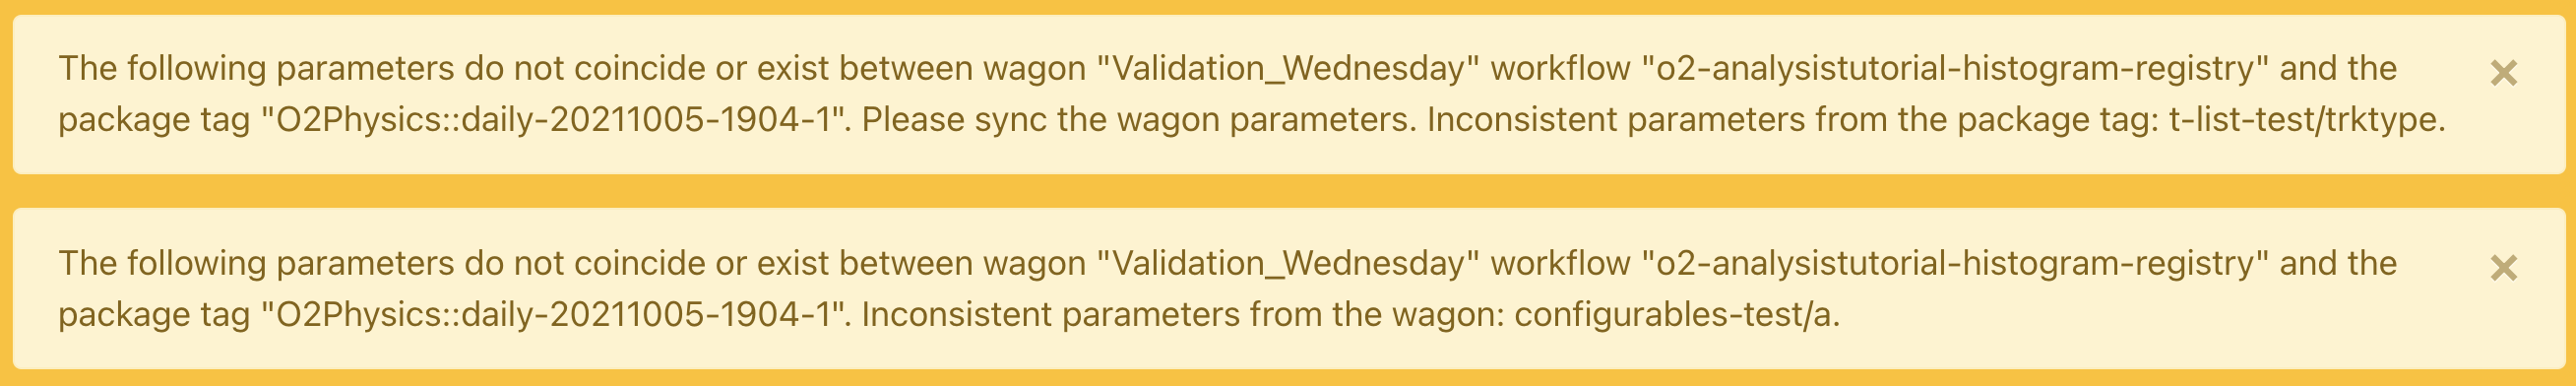 The following parameters do not coincide or exist between wagon "Validation_Wednesday" workflow "o2-analysistutorial-histogram-registry" and the
package tag "O2Physics::daily-20211005-1904-1". Please sync the wagon parameters. Inconsistent parameters from the package tag: t-list-test/trktype.
The following parameters do not coincide or exist between wagon "Validation_Wednesday" workflow "o2-analysistutorial-histogram-registry" and the
package tag "O2Physics::daily-20211005-1904-1". Inconsistent parameters from the wagon: configurables-test/a.